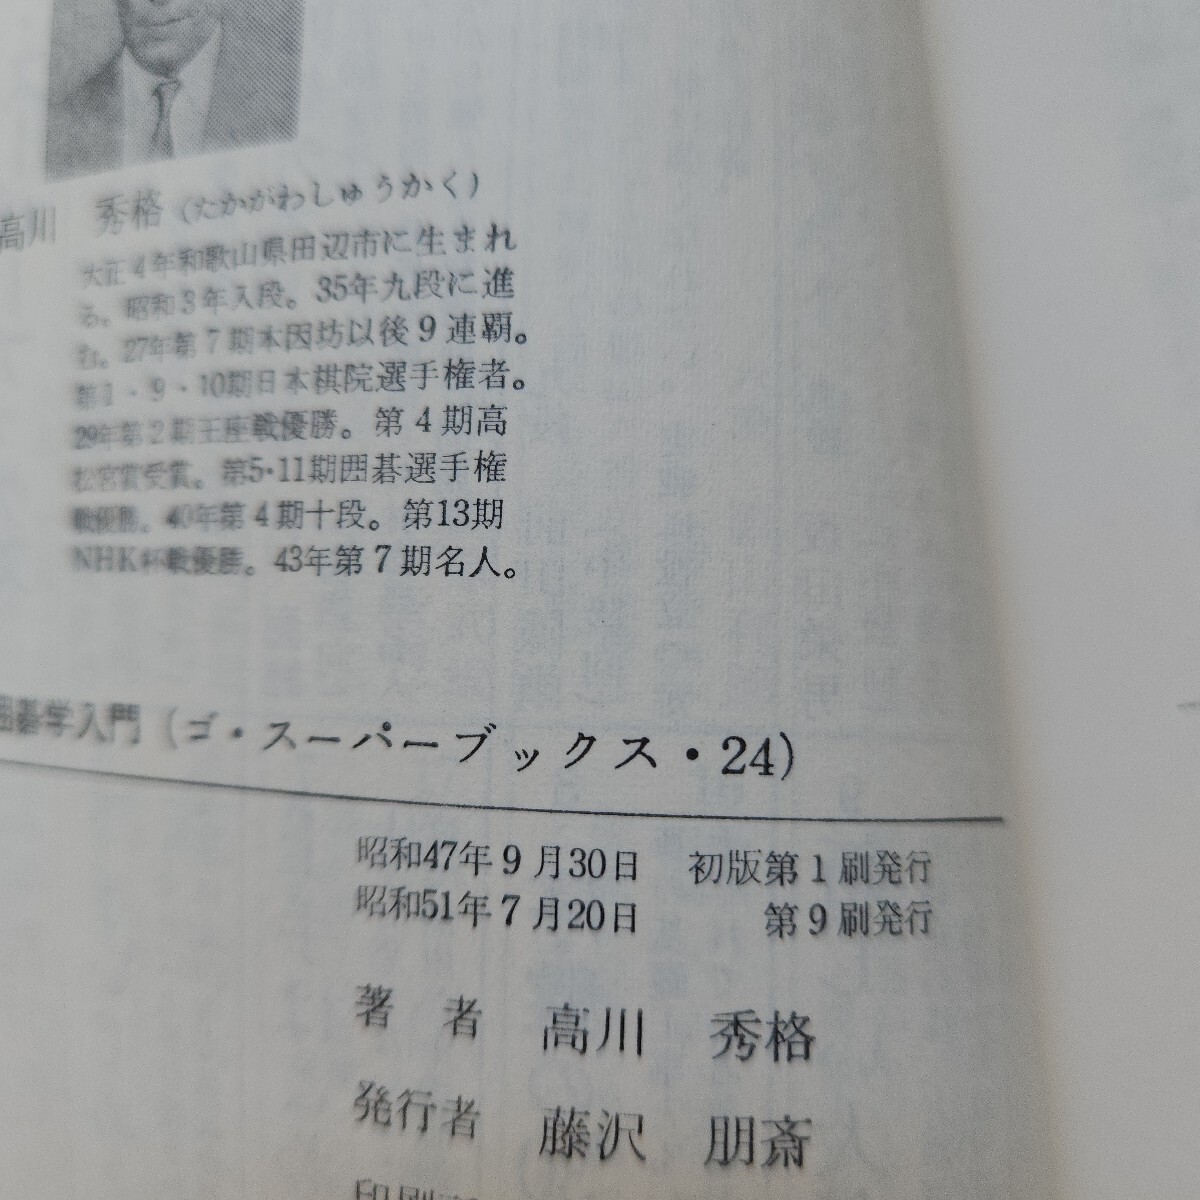 高川 秀格(たかがわしゅうかく)
大正4年和歌山県田辺市に生まれ
る。昭和3年入段。35年九段に進
む。27年第7期本因坊以後9連覇。
第1・9・10期日本棋院選手権者。
29年第2期王座戦優勝。第4期高
松宮賞受賞。第5・11期囲碁選手権
戦優勝。40年第4期十段。第13期
NHK杯戦優勝。43年第7期名人。
囲碁学入門(ゴ・スーパーブックス・24)
昭和47年9月30日 初版第1刷発行
昭和51年7月20日 第9刷発行
著者 高川 秀格
発行者 藤沢 朋斎